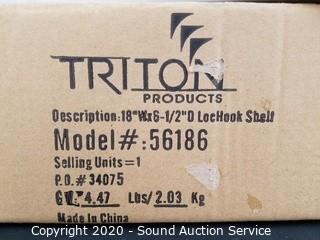 TRITON
PRODUCTS
Description:18"Wx6-1/2"D LocHook Shelf
Model#:56186
Selling Units=1
P.O.# 34075
G.W.:4.47 Lbs/2.03 Kg
Made in China
Copyright 2020 - Sound Auction Service